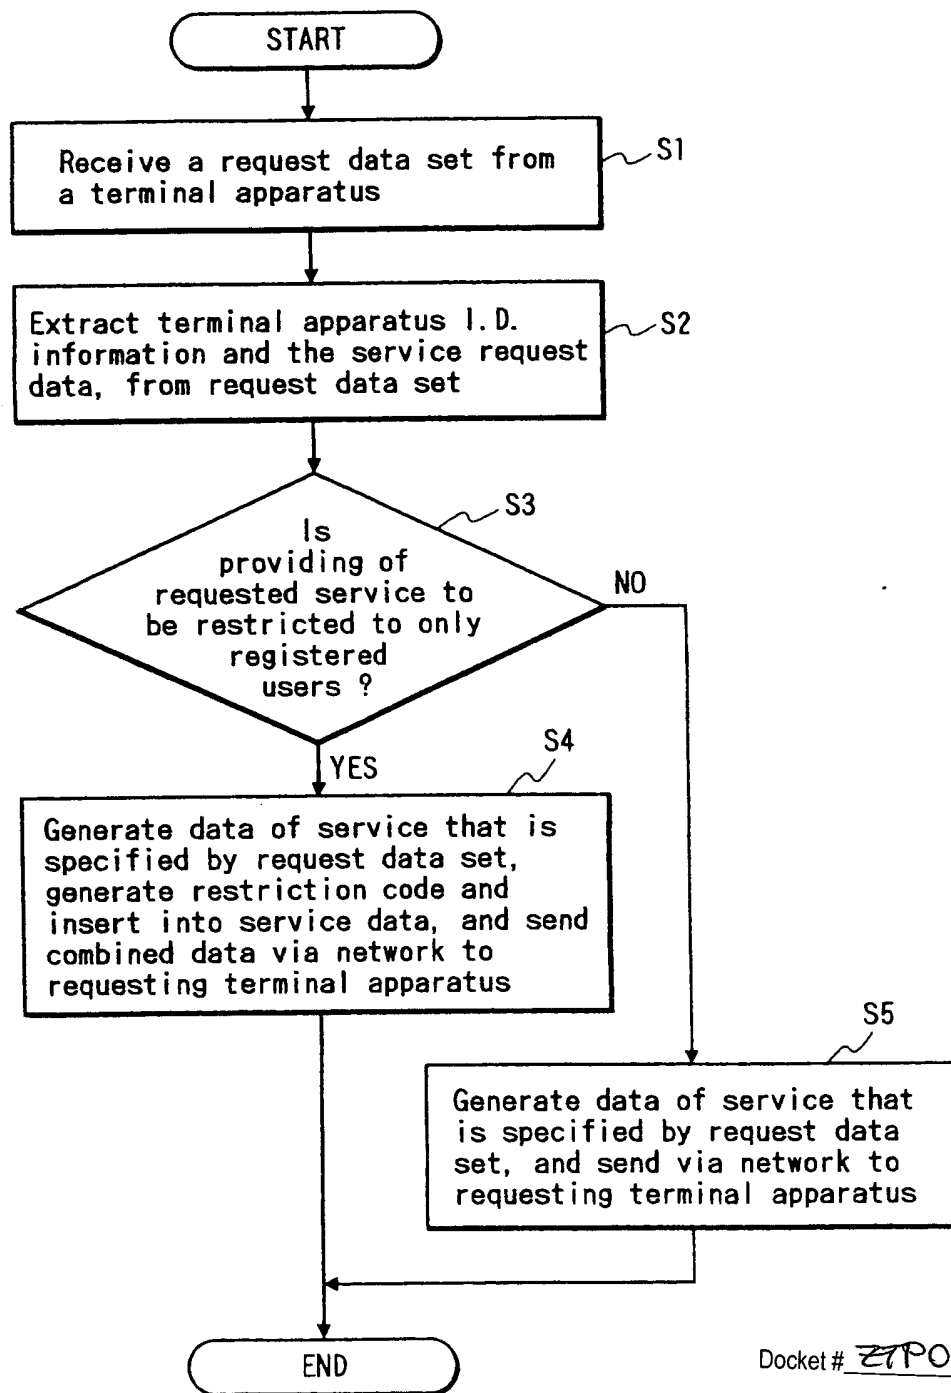 START
Receive a request data set from
a terminal apparatus
S1
Extract terminal apparatus I.D.
information and the service request
data, from request data set
S2
S3
Is
providing of
requested service to
be restricted to only
registered
users ?
NO
YES
S4
Generate data of service that is
specified by request data set,
generate restriction code and
insert into service data, and send
combined data via network to
requesting terminal apparatus
S5
Generate data of service that
is specified by request data
set, and send via network to
requesting terminal apparatus
END
Docket #